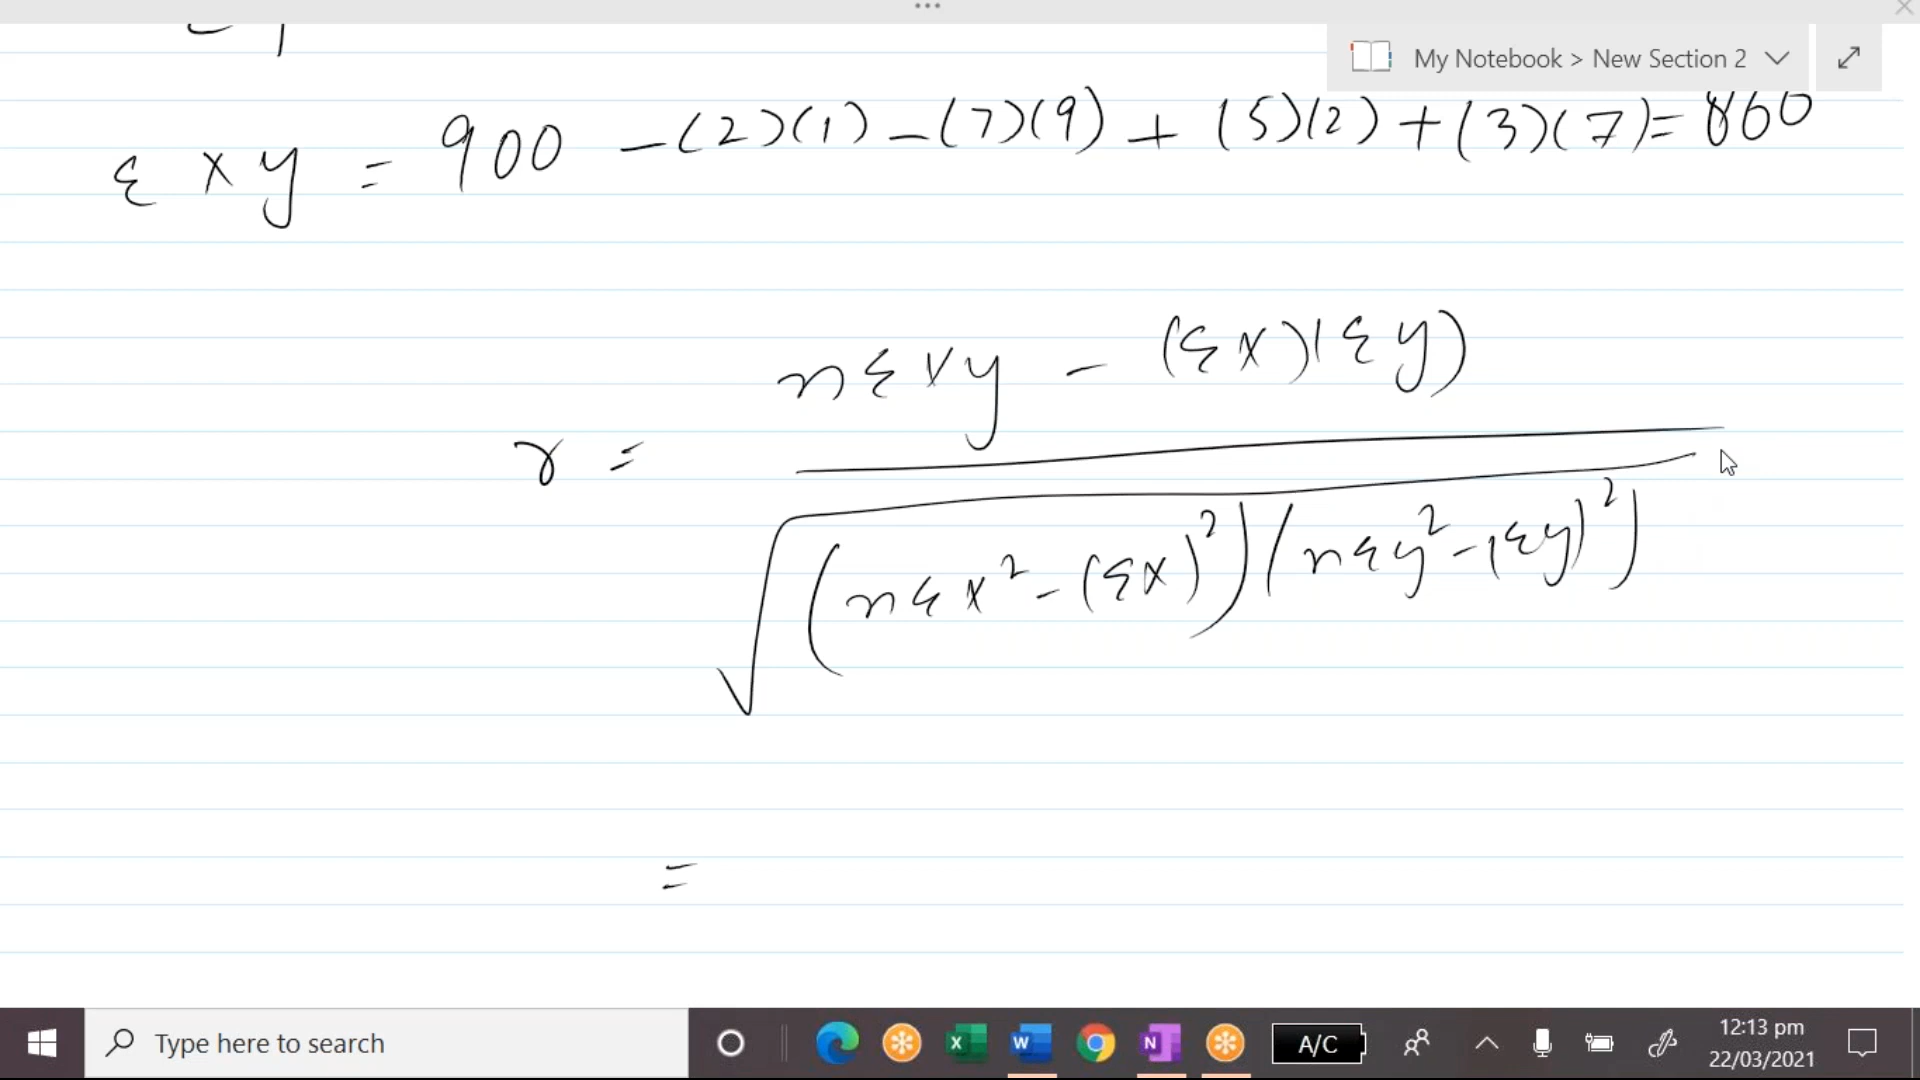 My Notebook > New Section 2
Σxy = 900 -(2)(1) -(7)(9) + (5)(2) + (3)(7) = 860
r = nΣxy - (Σx)(Σy)
√(nΣx² - (Σx)²)(nΣy² - (Σy)²)
=
Type here to search
A/C
12:13 pm
22/03/2021